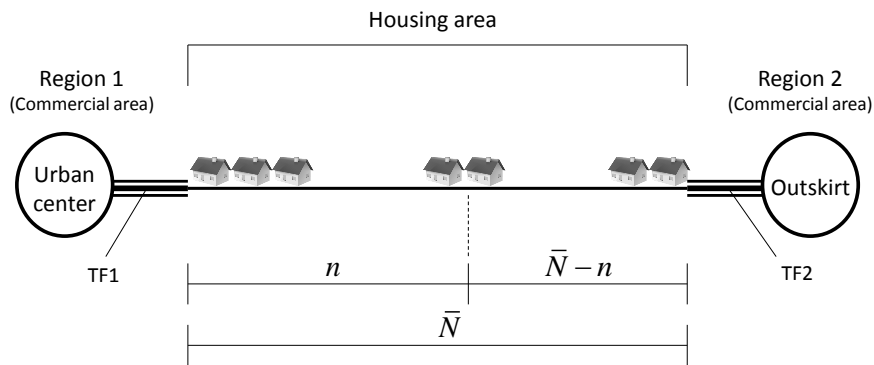 Housing area
Region 1
(Commercial area)
Region 2
(Commercial area)
Urban
center
Outskirt
TF1
TF2
n
N̄ − n
N̄